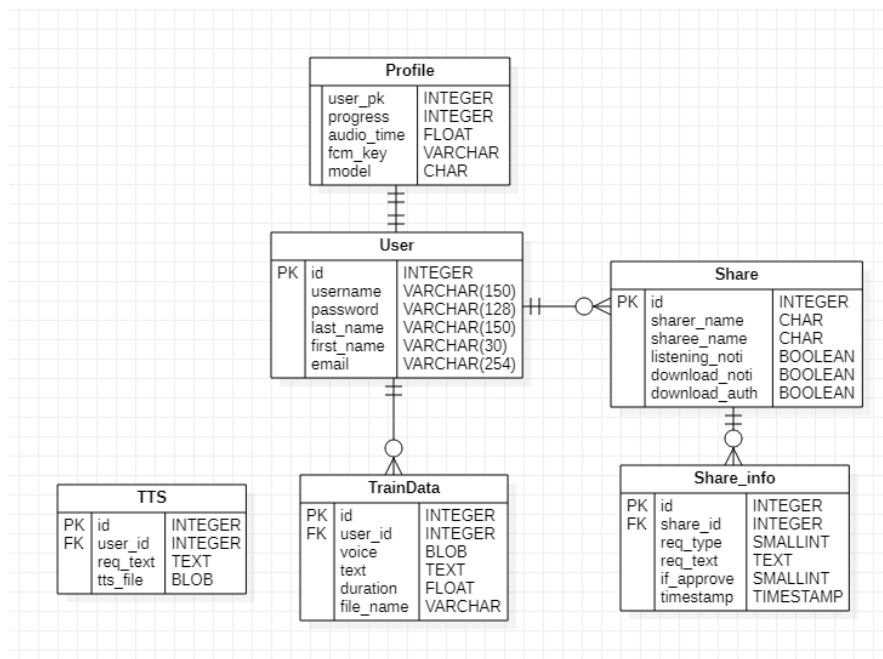 Profile
user_pk INTEGER
progress INTEGER
audio_time FLOAT
fcm_key VARCHAR
model CHAR
User
PK id INTEGER
username VARCHAR(150)
password VARCHAR(128)
last_name VARCHAR(150)
first_name VARCHAR(30)
email VARCHAR(254)
Share
PK id INTEGER
sharer_name CHAR
sharee_name CHAR
listening_noti BOOLEAN
download_noti BOOLEAN
download_auth BOOLEAN
TTS
PK id INTEGER
FK user_id INTEGER
req_text TEXT
tts_file BLOB
TrainData
PK id INTEGER
FK user_id INTEGER
voice BLOB
text TEXT
duration FLOAT
file_name VARCHAR
Share_info
PK id INTEGER
FK share_id INTEGER
req_type SMALLINT
req_text TEXT
if_approve SMALLINT
timestamp TIMESTAMP